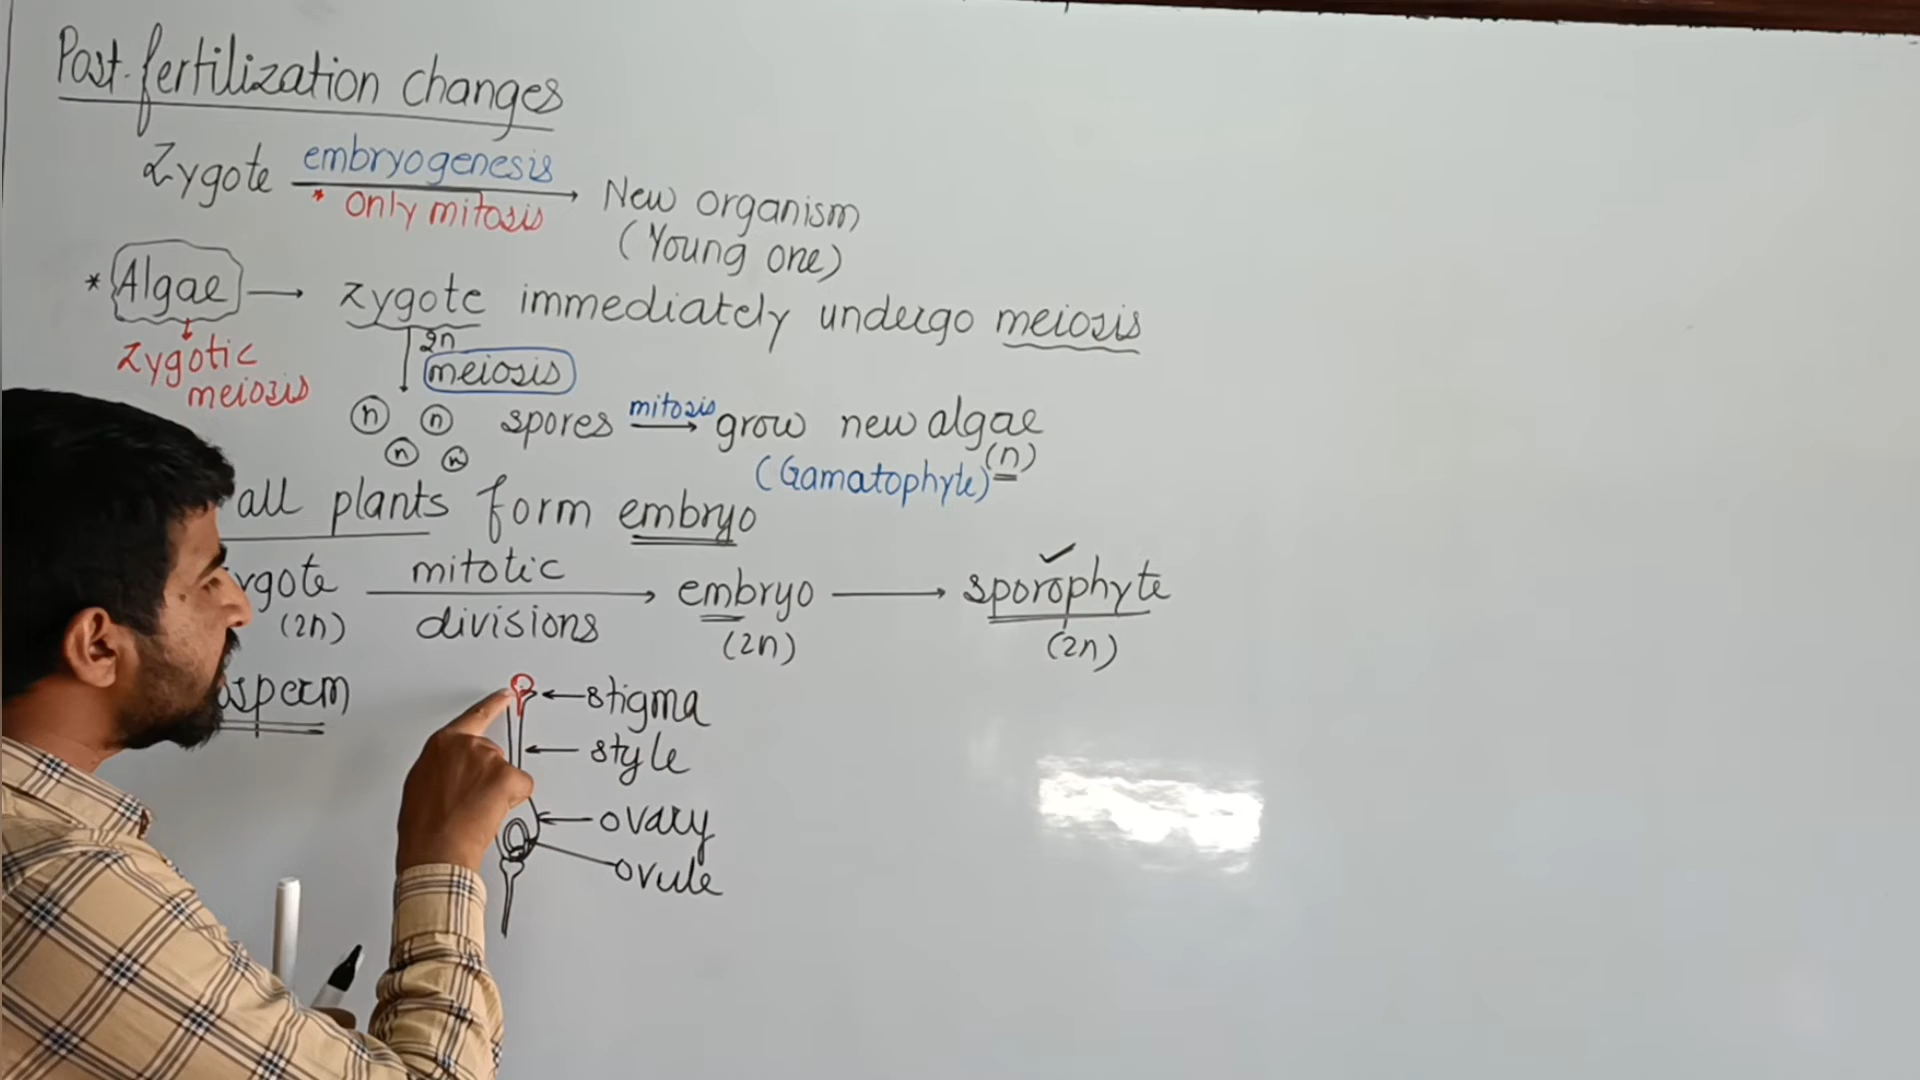 Post-fertilization changes
Zygote embryogenesis New organism
* only mitosis
(Young one)
* Algae → zygote immediately undergo meiosis
zygotic meiosis
2n
meiosis
n n spores mitosis → grow new algae
n n
(n)
(Gamatophyte)
all plants form embryo
mitotic → embryo → sporophyte
(2n) divisions (2n) (2n)
stigma
style
ovary
ovule